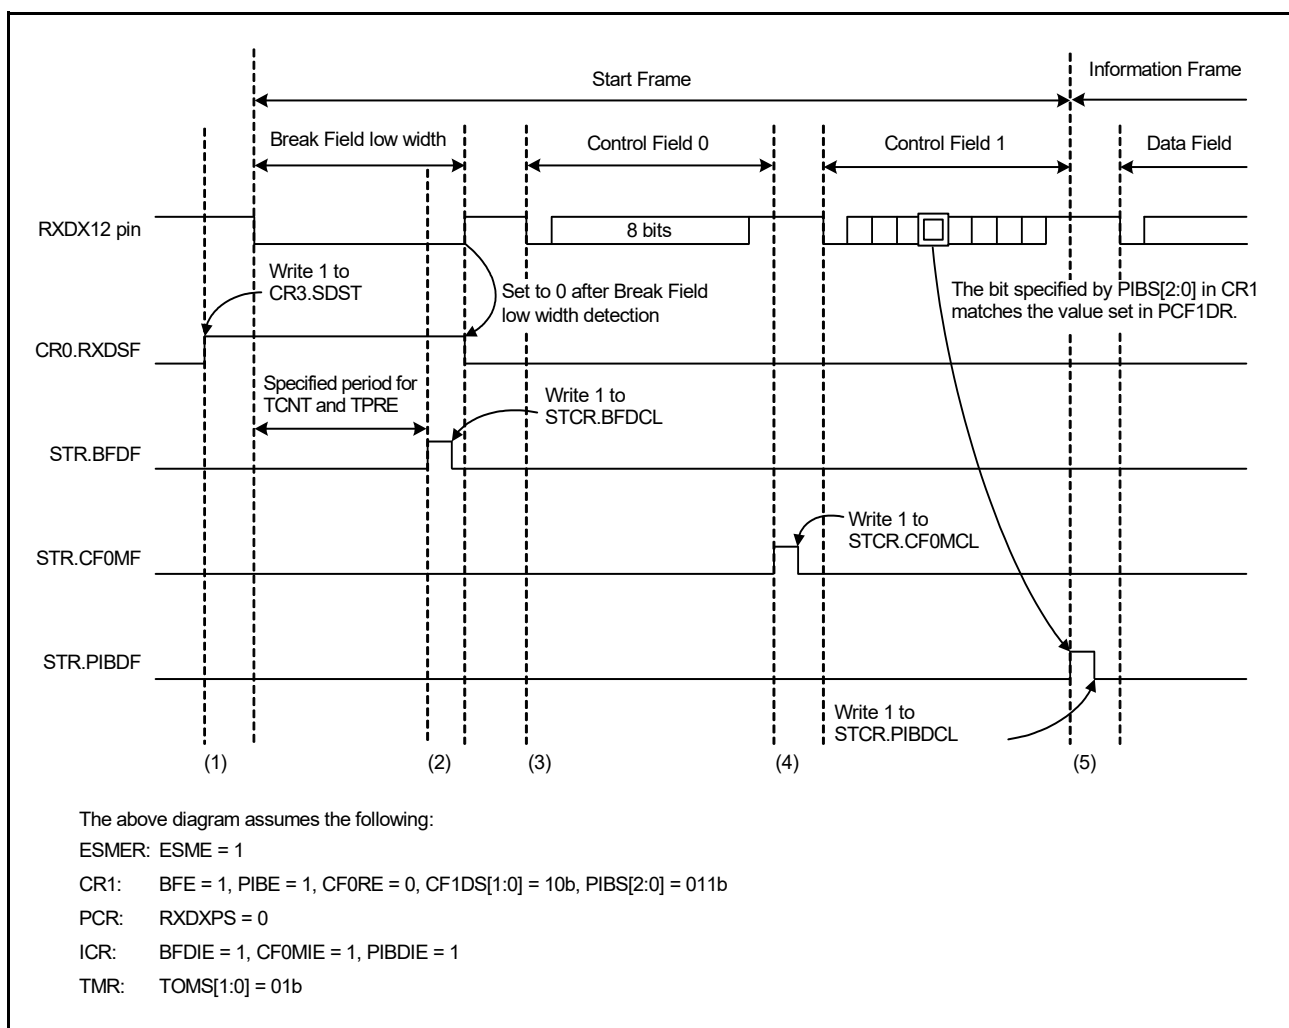 Start Frame
Information Frame
Break Field low width
Control Field 0
Control Field 1
Data Field
RXDX12 pin
8 bits
Write 1 to
CR3.SDST
Set to 0 after Break Field
low width detection
The bit specified by PIBS[2:0] in CR1
matches the value set in PCF1DR.
CR0.RXDSF
Specified period for
TCNT and TPRE
Write 1 to
STCR.BFDCL
STR.BFDF
Write 1 to
STCR.CF0MCL
STR.CF0MF
STR.PIBDF
Write 1 to
STCR.PIBDCL
(1)
(2)
(3)
(4)
(5)
The above diagram assumes the following:
ESMER: ESME = 1
CR1: BFE = 1, PIBE = 1, CF0RE = 0, CF1DS[1:0] = 10b, PIBS[2:0] = 011b
PCR: RXDXPS = 0
ICR: BFDIE = 1, CF0MIE = 1, PIBDIE = 1
TMR: TOMS[1:0] = 01b